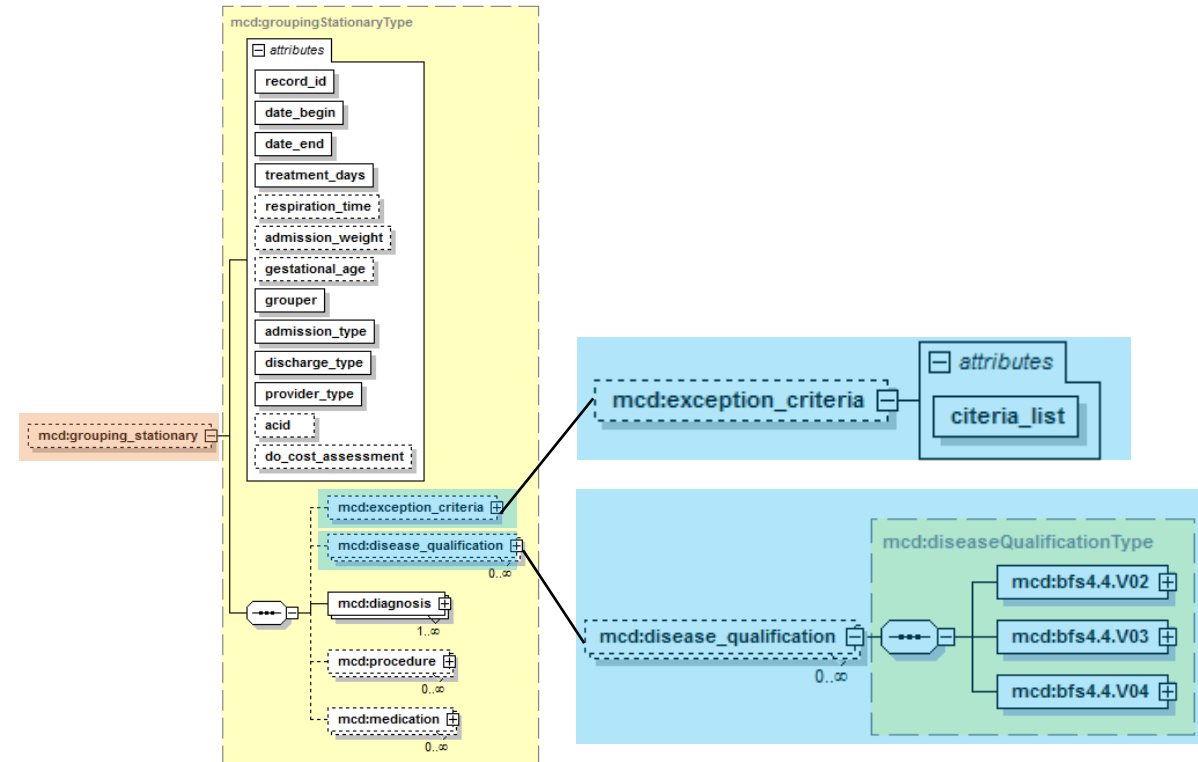 mcd:groupingStationaryType
attributes
record_id
date_begin
date_end
treatment_days
respiration_time
admission_weight
gestational_age
grouper
admission_type
discharge_type
provider_type
acid
do_cost_assessment
mcd:grouping_stationary
mcd:exception_criteria
mcd:disease_qualification
0..∞
mcd:diagnosis
1..∞
mcd:procedure
0..∞
mcd:medication
0..∞
mcd:exception_criteria
attributes
citeria_list
mcd:disease_qualification
0..∞
mcd:diseaseQualificationType
mcd:bfs4.4.V02
mcd:bfs4.4.V03
mcd:bfs4.4.V04